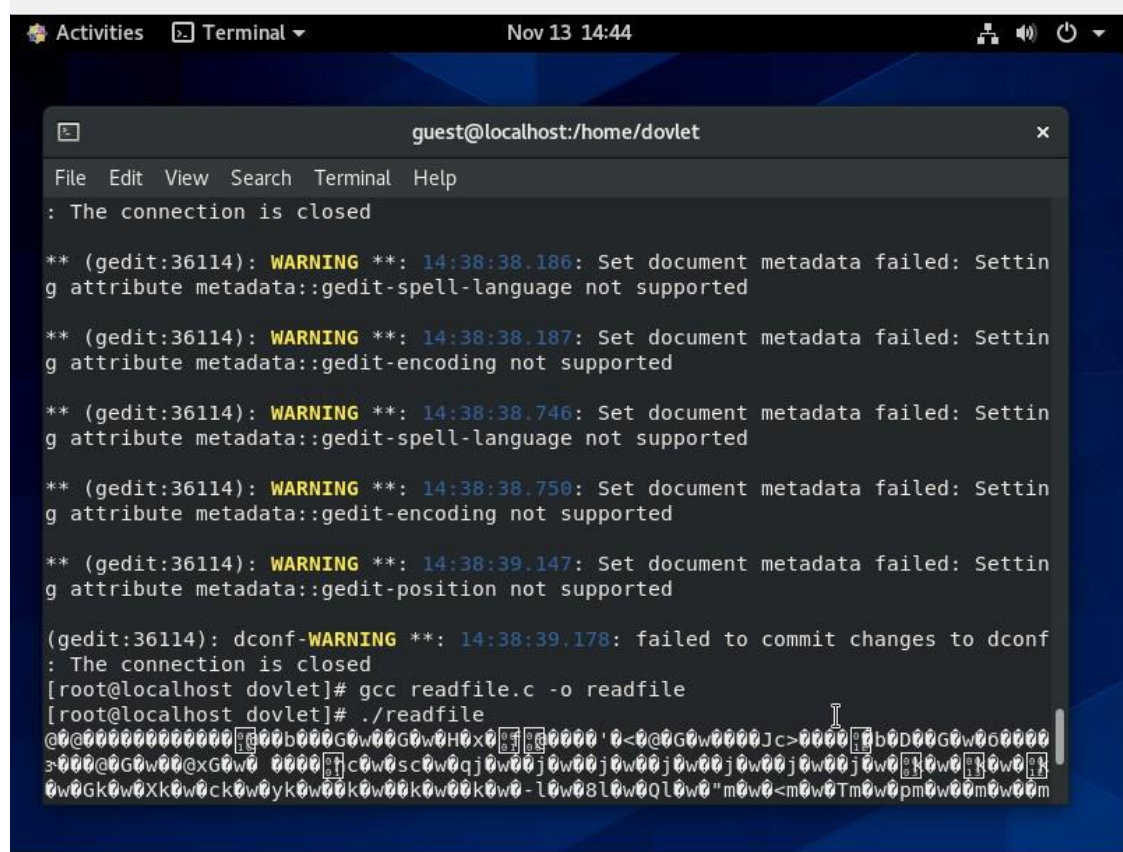 Activities Terminal Nov 13 14:44
guest@localhost:/home/dovlet
File Edit View Search Terminal Help
: The connection is closed
** (gedit:36114): WARNING **: 14:38:38.186: Set document metadata failed: Settin
g attribute metadata::gedit-spell-language not supported
** (gedit:36114): WARNING **: 14:38:38.187: Set document metadata failed: Settin
g attribute metadata::gedit-encoding not supported
** (gedit:36114): WARNING **: 14:38:38.746: Set document metadata failed: Settin
g attribute metadata::gedit-spell-language not supported
** (gedit:36114): WARNING **: 14:38:38.750: Set document metadata failed: Settin
g attribute metadata::gedit-encoding not supported
** (gedit:36114): WARNING **: 14:38:39.147: Set document metadata failed: Settin
g attribute metadata::gedit-position not supported
(gedit:36114): dconf-WARNING **: 14:38:39.178: failed to commit changes to dconf
: The connection is closed
[root@localhost dovlet]# gcc readfile.c -o readfile
[root@localhost dovlet]# ./readfile